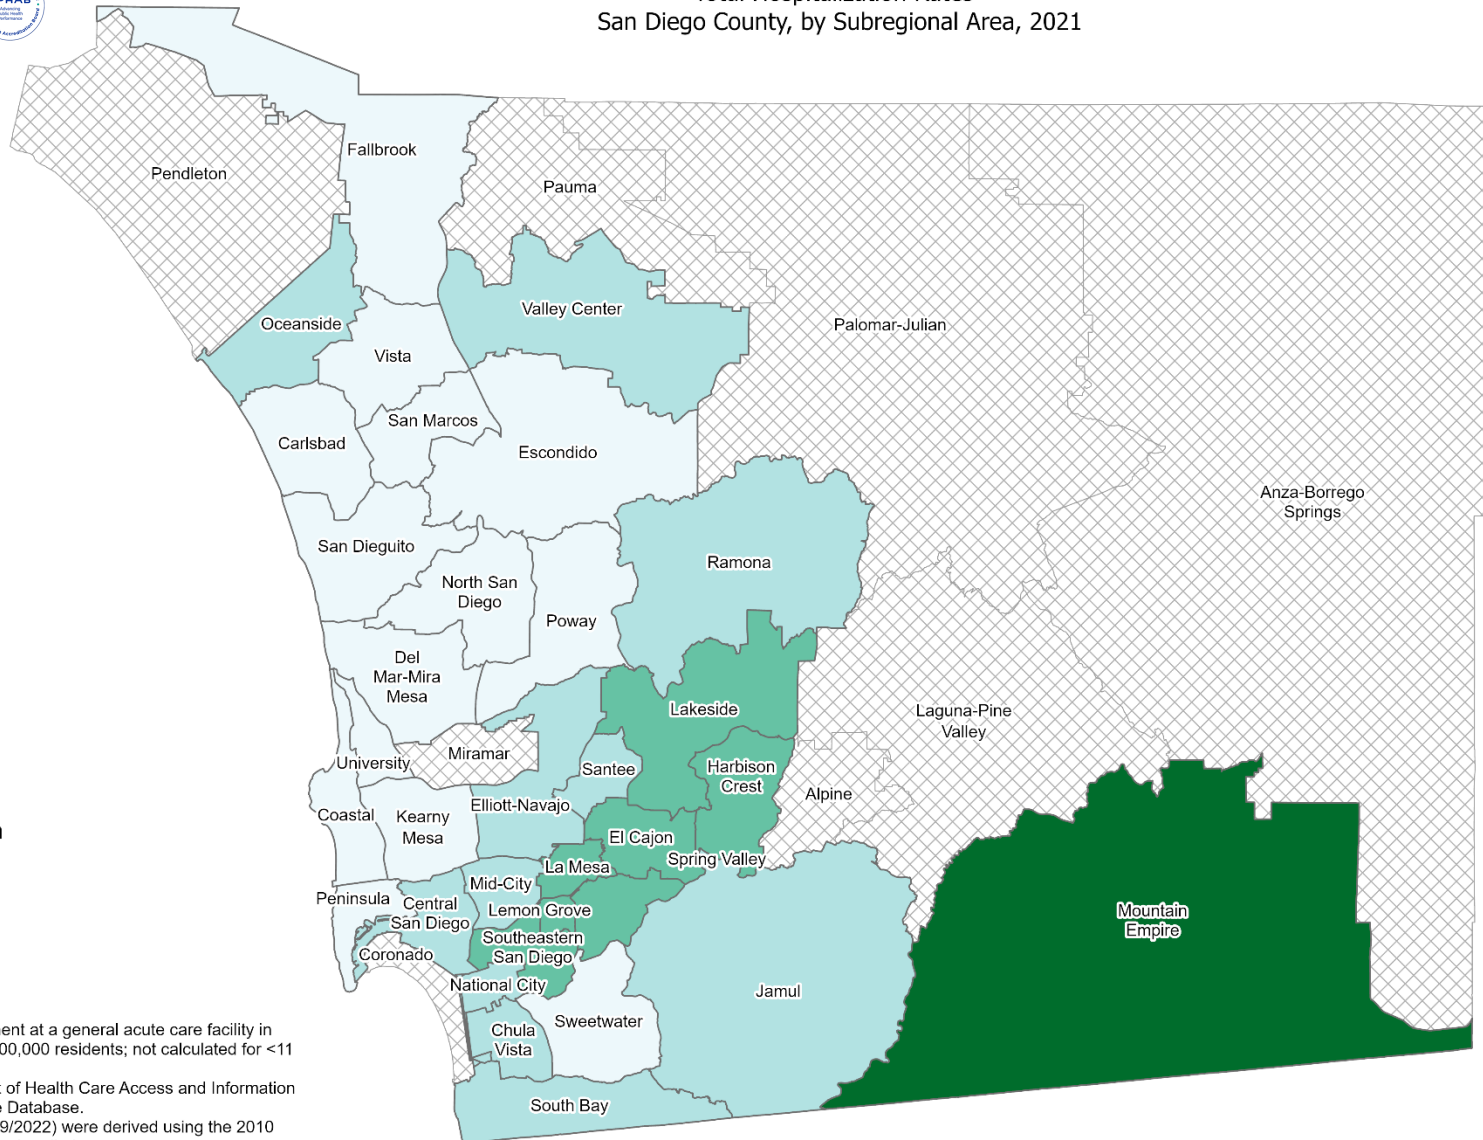 San Diego County, by Subregional Area, 2021
Advancing
Fallbrook
Pendleton
Pauma
Valley Center
Oceanside
Palomar-Julian
Vista
San Marcos
Carlsbad
Escondido
Anza-Borrego
Springs
San Dieguito
Ramona
North San
Diego
Poway
Del
Mar-Mira
Mesa
Lakeside
Laguna-Pine
Valley
Miramar
University
Santee
Harbison
Crest
Alpine
Elliott-Navajo
Coastal
Kearny
Mesa
El Cajon
Spring Valley
La Mesa
Mid-City
Peninsula
Central
San Diego
Lemon Grove
Mountain
Empire
Southeastern
San Diego
Coronado
National City
Jamul
Sweetwater
Chula
Vista
South Bay
ent at a general acute care facility in
00,000 residents; not calculated for <11
of Health Care Access and Information
Database.
9/2022) were derived using the 2010